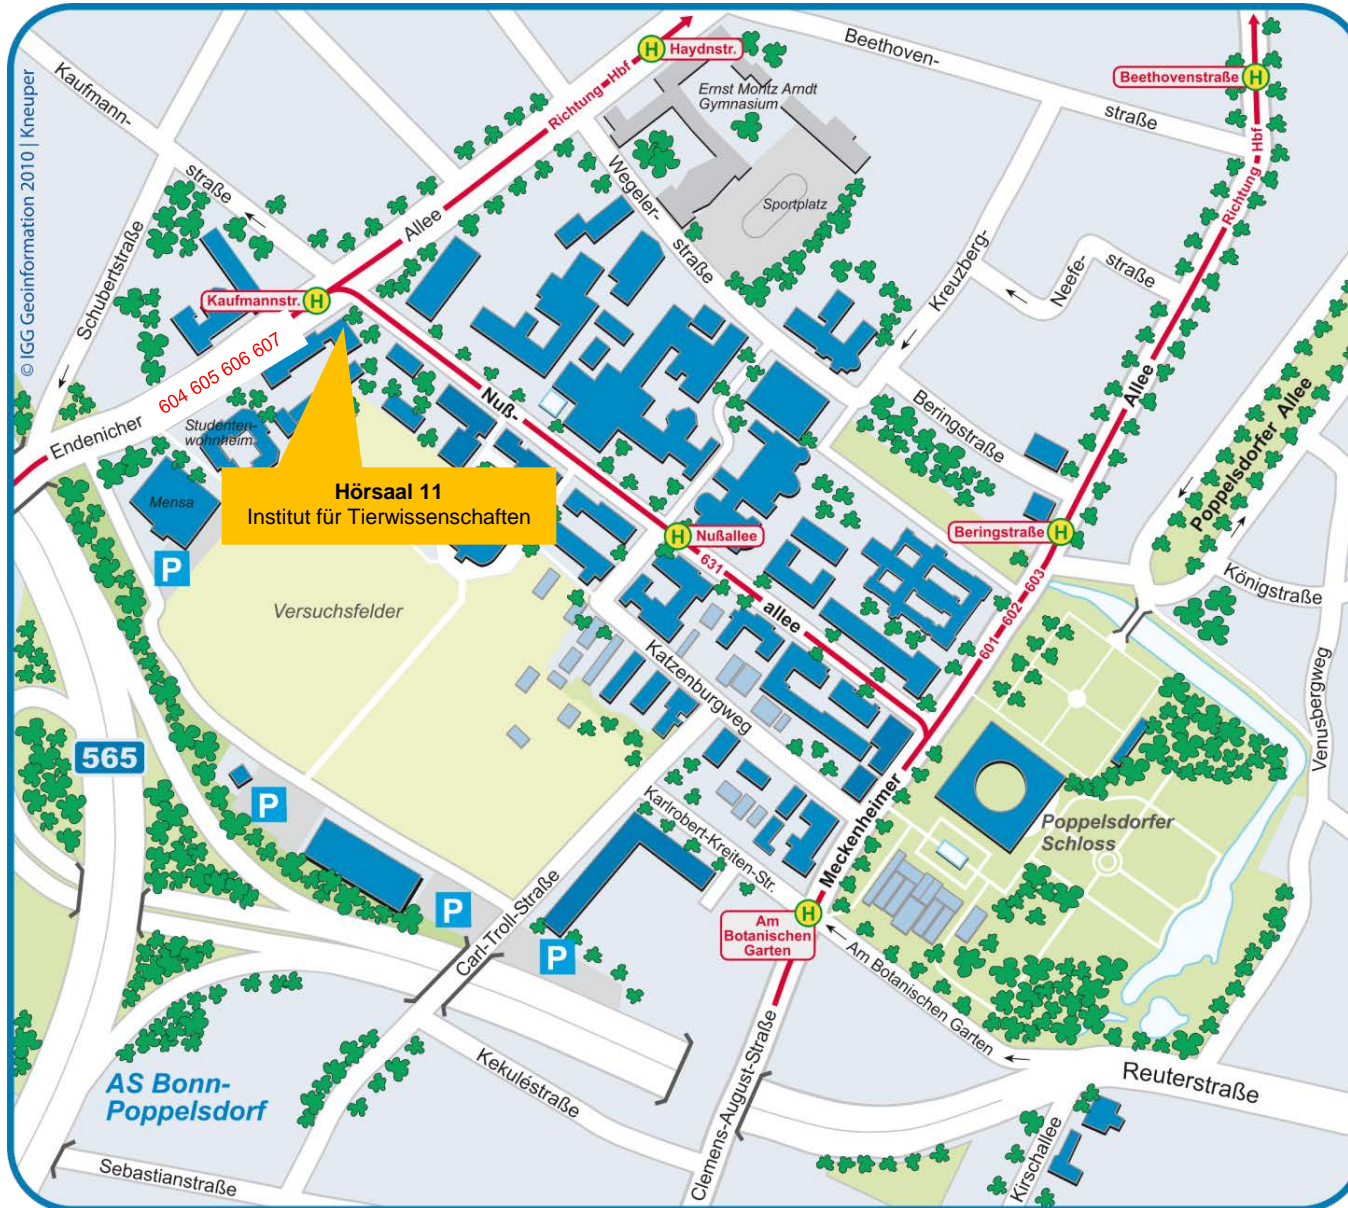 © IGG Geoinformation 2010 | Kneuper
Kaufmann-
straße
Schubertstraße
Richtung Hbf
H
Haydnstr.
Allee
Ernst Moritz Arndt
Gymnasium
Sportplatz
Beethoven-
straße
Beethovenstraße
H
Richtung Hbf
Wegeler-
straße
Kreuzberg-
Neefe-
straße
Kaufmannstr.
H
604 605 606 607
Endenicher
Studenten-
wohnheim
Mensa
P
Hörsaal 11
Institut für Tierwissenschaften
Nuß-
allee
H
Nußallee
631
Beringstraße
Allee
Poppelsdorfer Allee
Beringstraße
H
601 602 603
Königstraße
Venusbergweg
Versuchsfelder
Katzenburgweg
565
P
Karlrobert-Kreiten-Str.
Meckenheimer
Poppelsdorfer
Schloss
P
P
Carl-Troll-Straße
H
Am
Botanischen
Garten
Am Botanischen Garten
Reuterstraße
AS Bonn-
Poppelsdorf
Kekuléstraße
Clemens-August-Straße
Kirschallee
Sebastianstraße